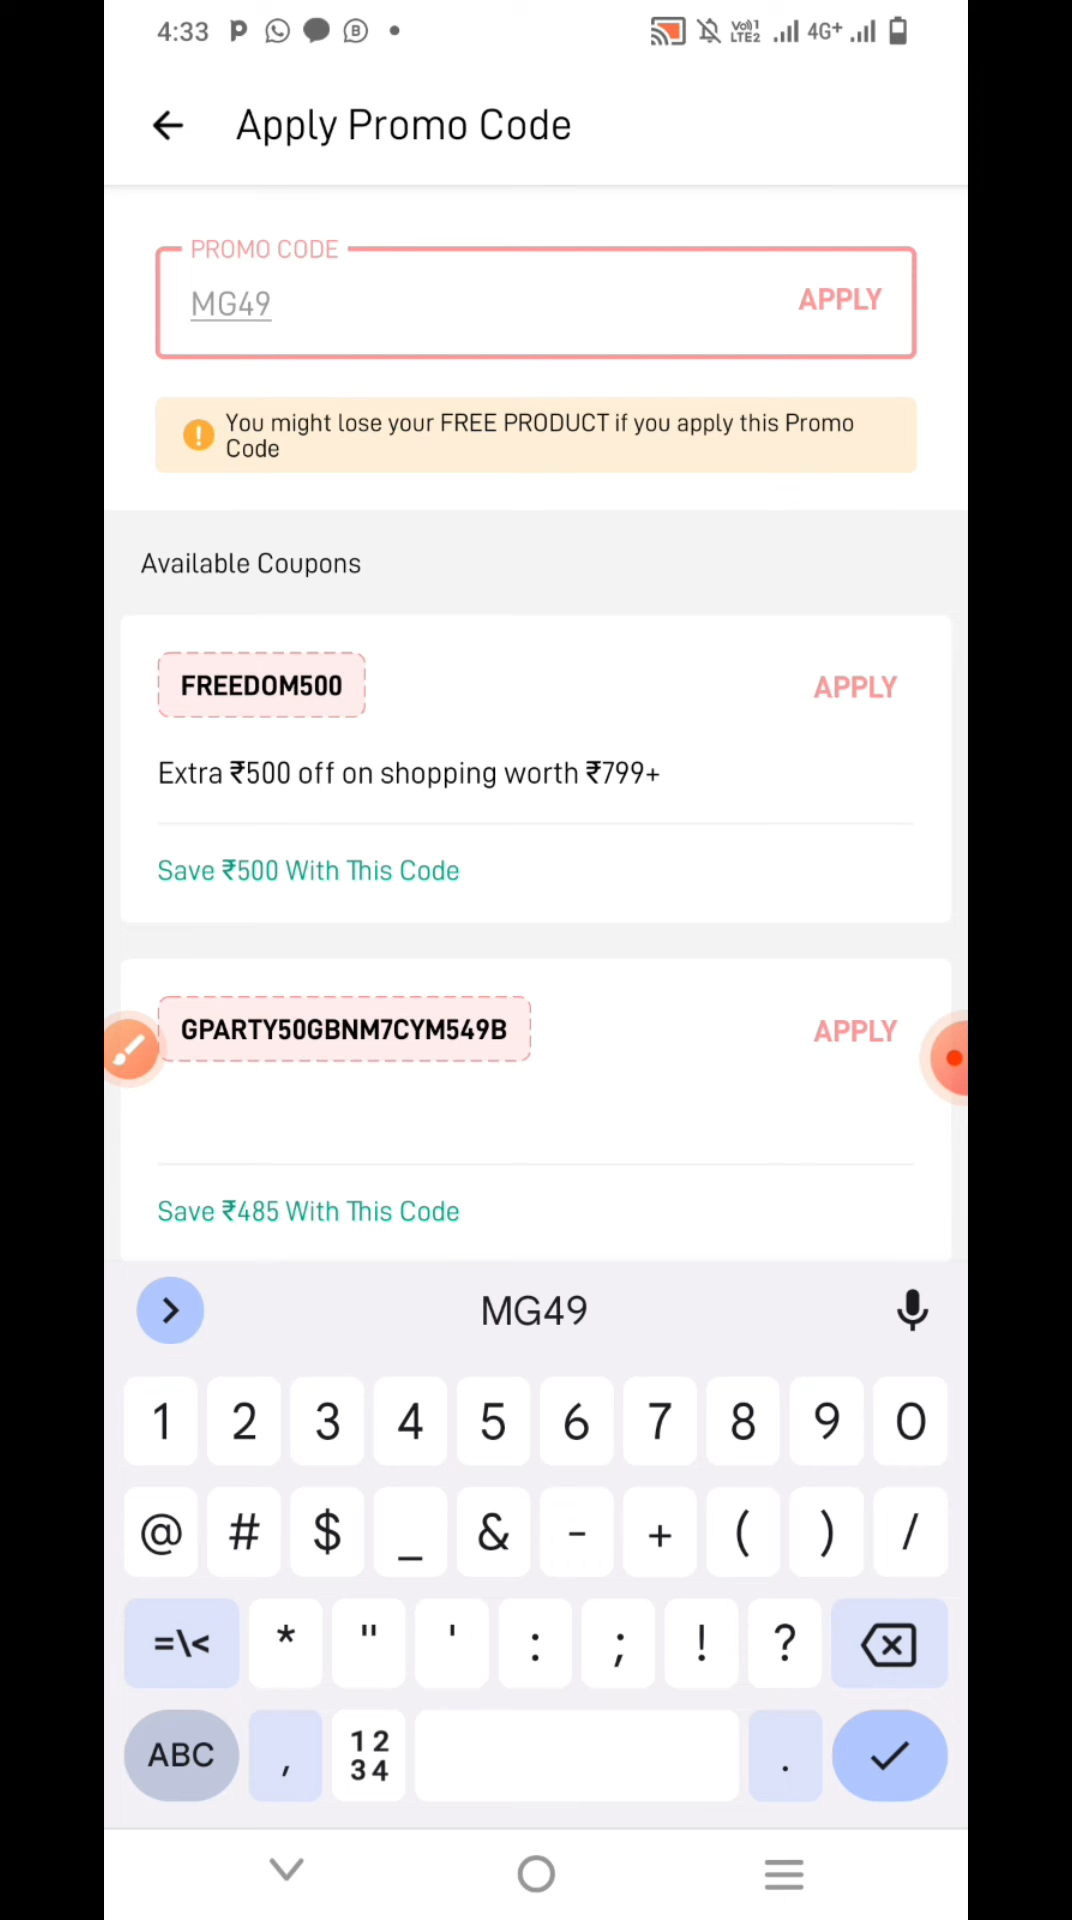 4:33 P B Vo)) 1 LTE2 4G+
Apply Promo Code
PROMO CODE
MG49 APPLY
You might lose your FREE PRODUCT if you apply this Promo
Code
Available Coupons
FREEDOM500 APPLY
Extra ₹500 off on shopping worth ₹799+
Save ₹500 With This Code
GPARTY50GBNM7CYM549B APPLY
Save ₹485 With This Code
MG49
1 2 3 4 5 6 7 8 9 0
@ # $ _ & - + ( ) /
=\< * " ' : ; ! ?
ABC , 12 34 .